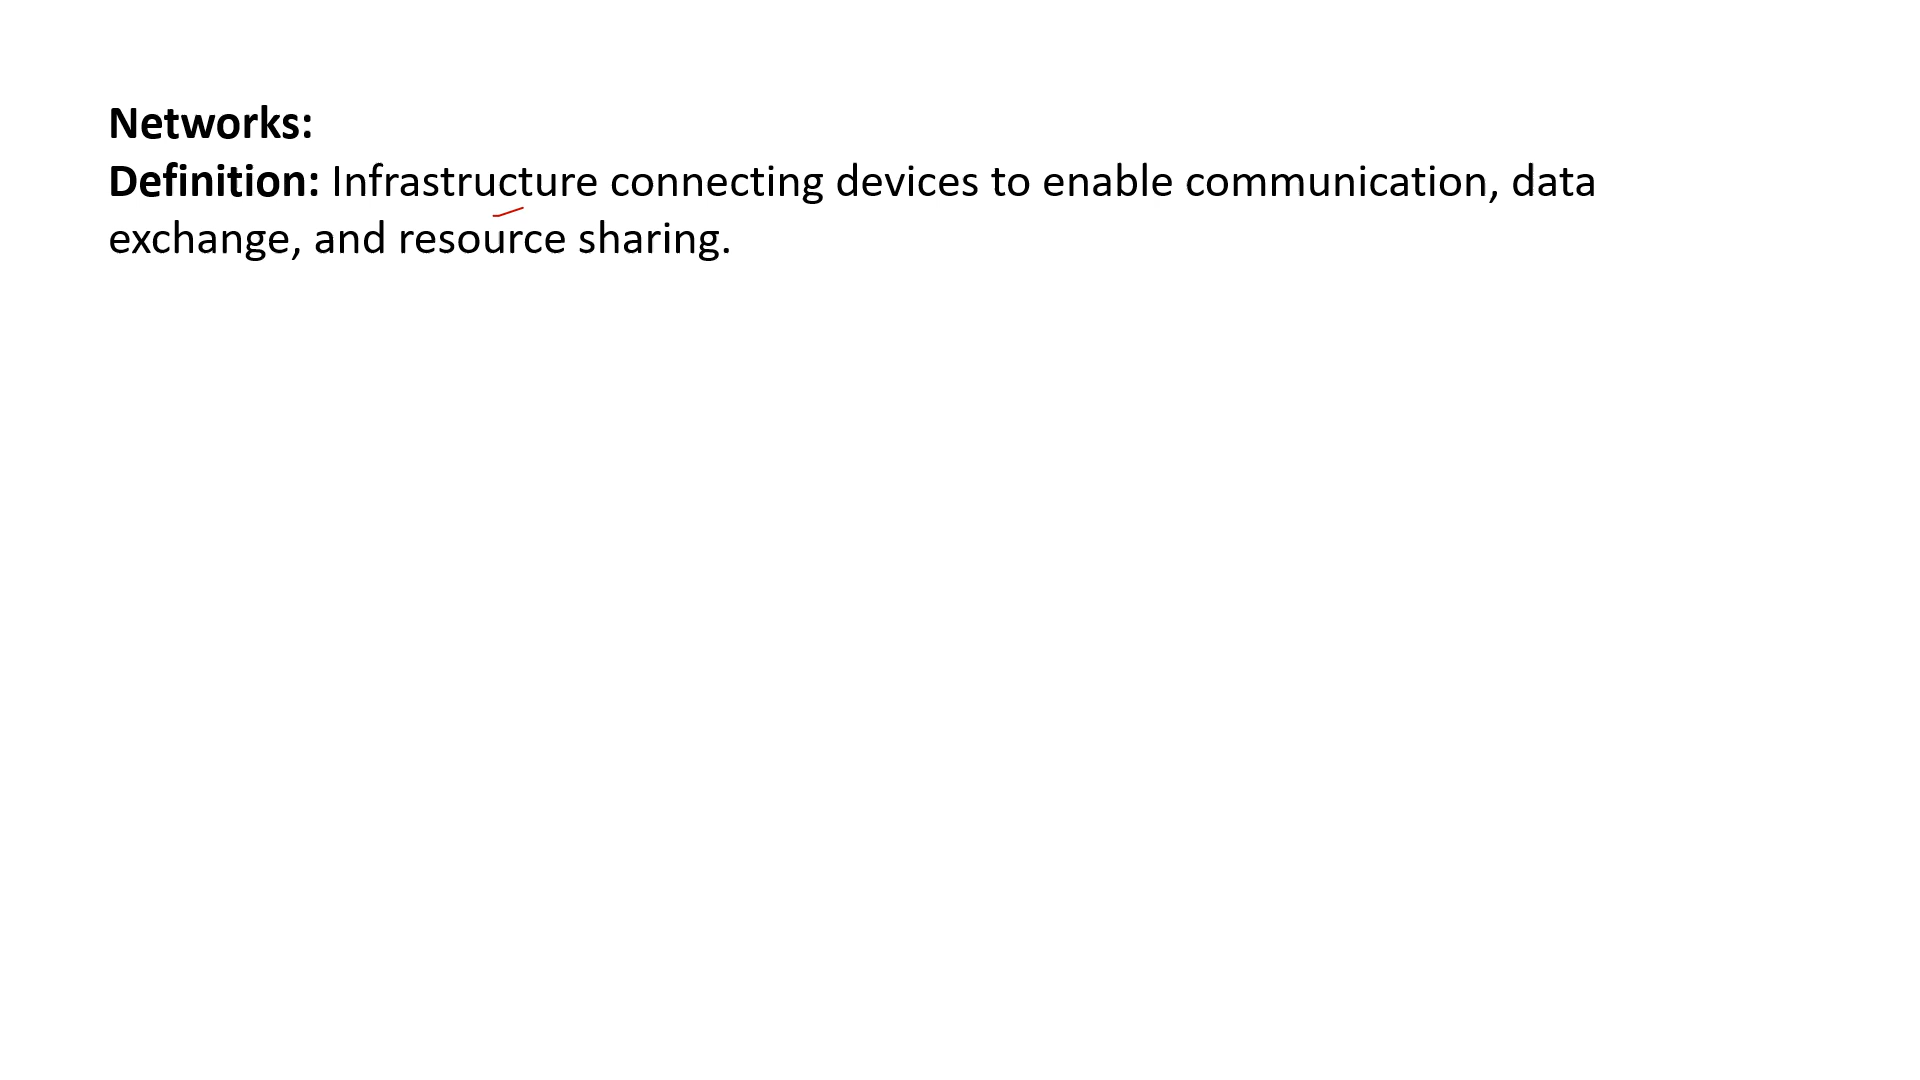 Networks:
Definition: Infrastructure connecting devices to enable communication, data
exchange, and resource sharing.